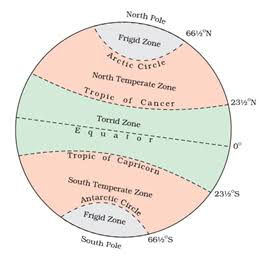 North Pole
Frigid Zone
66½°N
Arctic Circle
North Temperate Zone
Tropic of Cancer
23½°N
Torrid Zone
Equator
0°
Tropic of Capricorn
South Temperate Zone
23½°S
Antarctic Circle
Frigid Zone
66½°S
South Pole